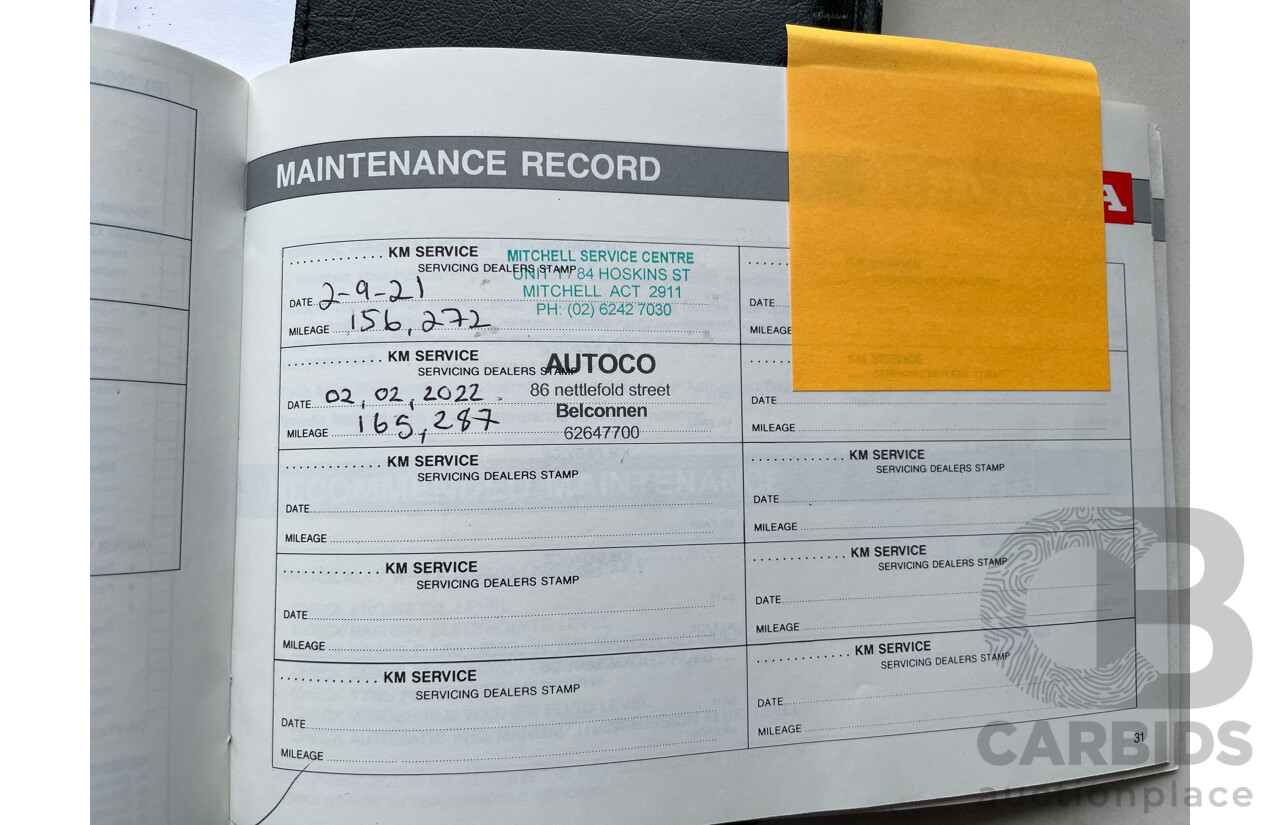 MAINTENANCE RECORD
A
............ KM SERVICE
SERVICING DEALERS STAMP
MITCHELL SERVICE CENTRE
UNIT 1 / 84 HOSKINS ST
MITCHELL ACT 2911
PH: (02) 6242 7030
DATE 2-9-21
MILEAGE 156,272
............ KM SERVICE
SERVICING DEALERS STAMP
AUTOCO
86 nettlefold street
Belconnen
62647700
DATE 02,02,2022
MILEAGE 165,287
............ KM SERVICE
SERVICING DEALERS STAMP
DATE
MILEAGE
............ KM SERVICE
SERVICING DEALERS STAMP
DATE
MILEAGE
............ KM SERVICE
SERVICING DEALERS STAMP
DATE
MILEAGE
DATE
MILEAGE
KM SERVICE
DATE
MILEAGE
............ KM SERVICE
SERVICING DEALERS STAMP
DATE
MILEAGE
............ KM SERVICE
SERVICING DEALERS STAMP
DATE
MILEAGE
............ KM SERVICE
SERVICING DEALERS STAMP
DATE
MILEAGE
31
CB
CARBIDS
auctionplace